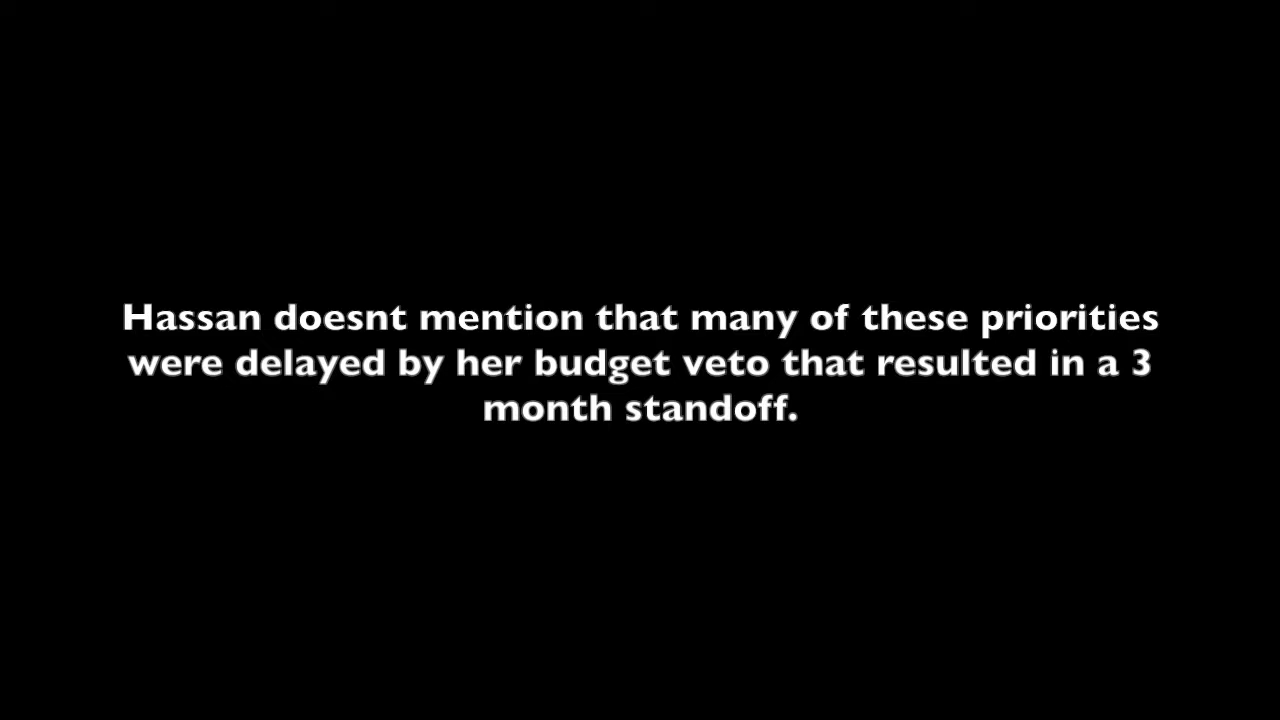 Hassan doesnt mention that many of these priorities
were delayed by her budget veto that resulted in a 3
month standoff.